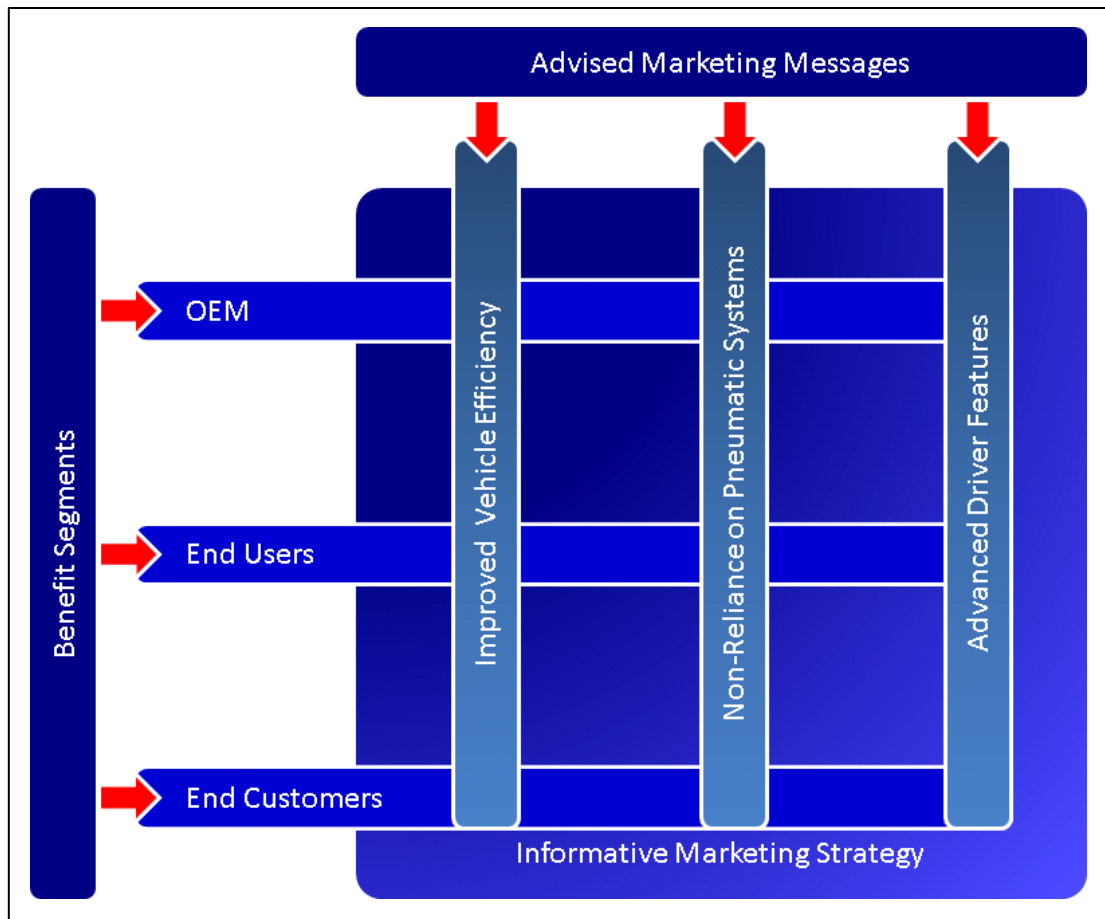 Advised Marketing Messages
Benefit Segments
OEM
End Users
End Customers
Improved Vehicle Efficiency
Non-Reliance on Pneumatic Systems
Advanced Driver Features
Informative Marketing Strategy